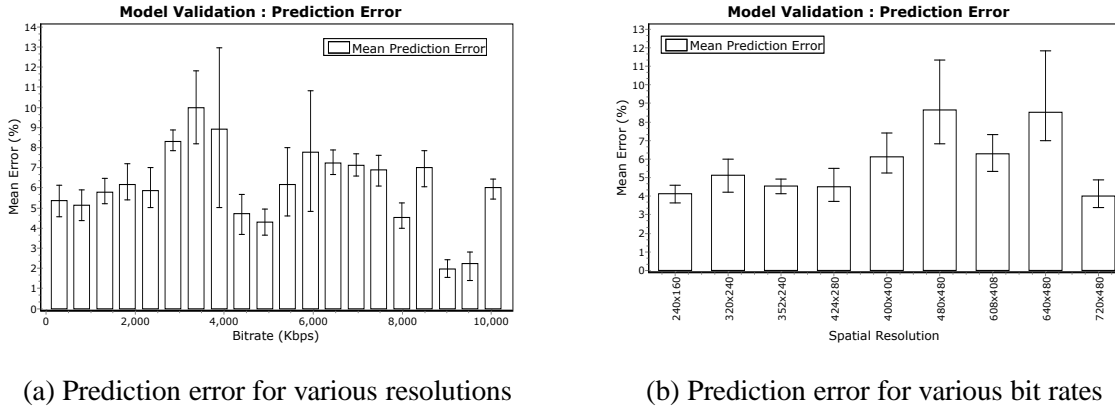 Model Validation : Prediction Error
Mean Error (%)
14
13
12
11
10
9
8
7
6
5
4
3
2
1
0
Mean Prediction Error
0 2,000 4,000 6,000 8,000 10,000
Bitrate (Kbps)
(a) Prediction error for various resolutions
Model Validation : Prediction Error
Mean Error (%)
13
12
11
10
9
8
7
6
5
4
3
2
1
0
Mean Prediction Error
240x160
320x240
352x240
424x280
400x400
480x480
608x408
640x480
720x480
Spatial Resolution
(b) Prediction error for various bit rates